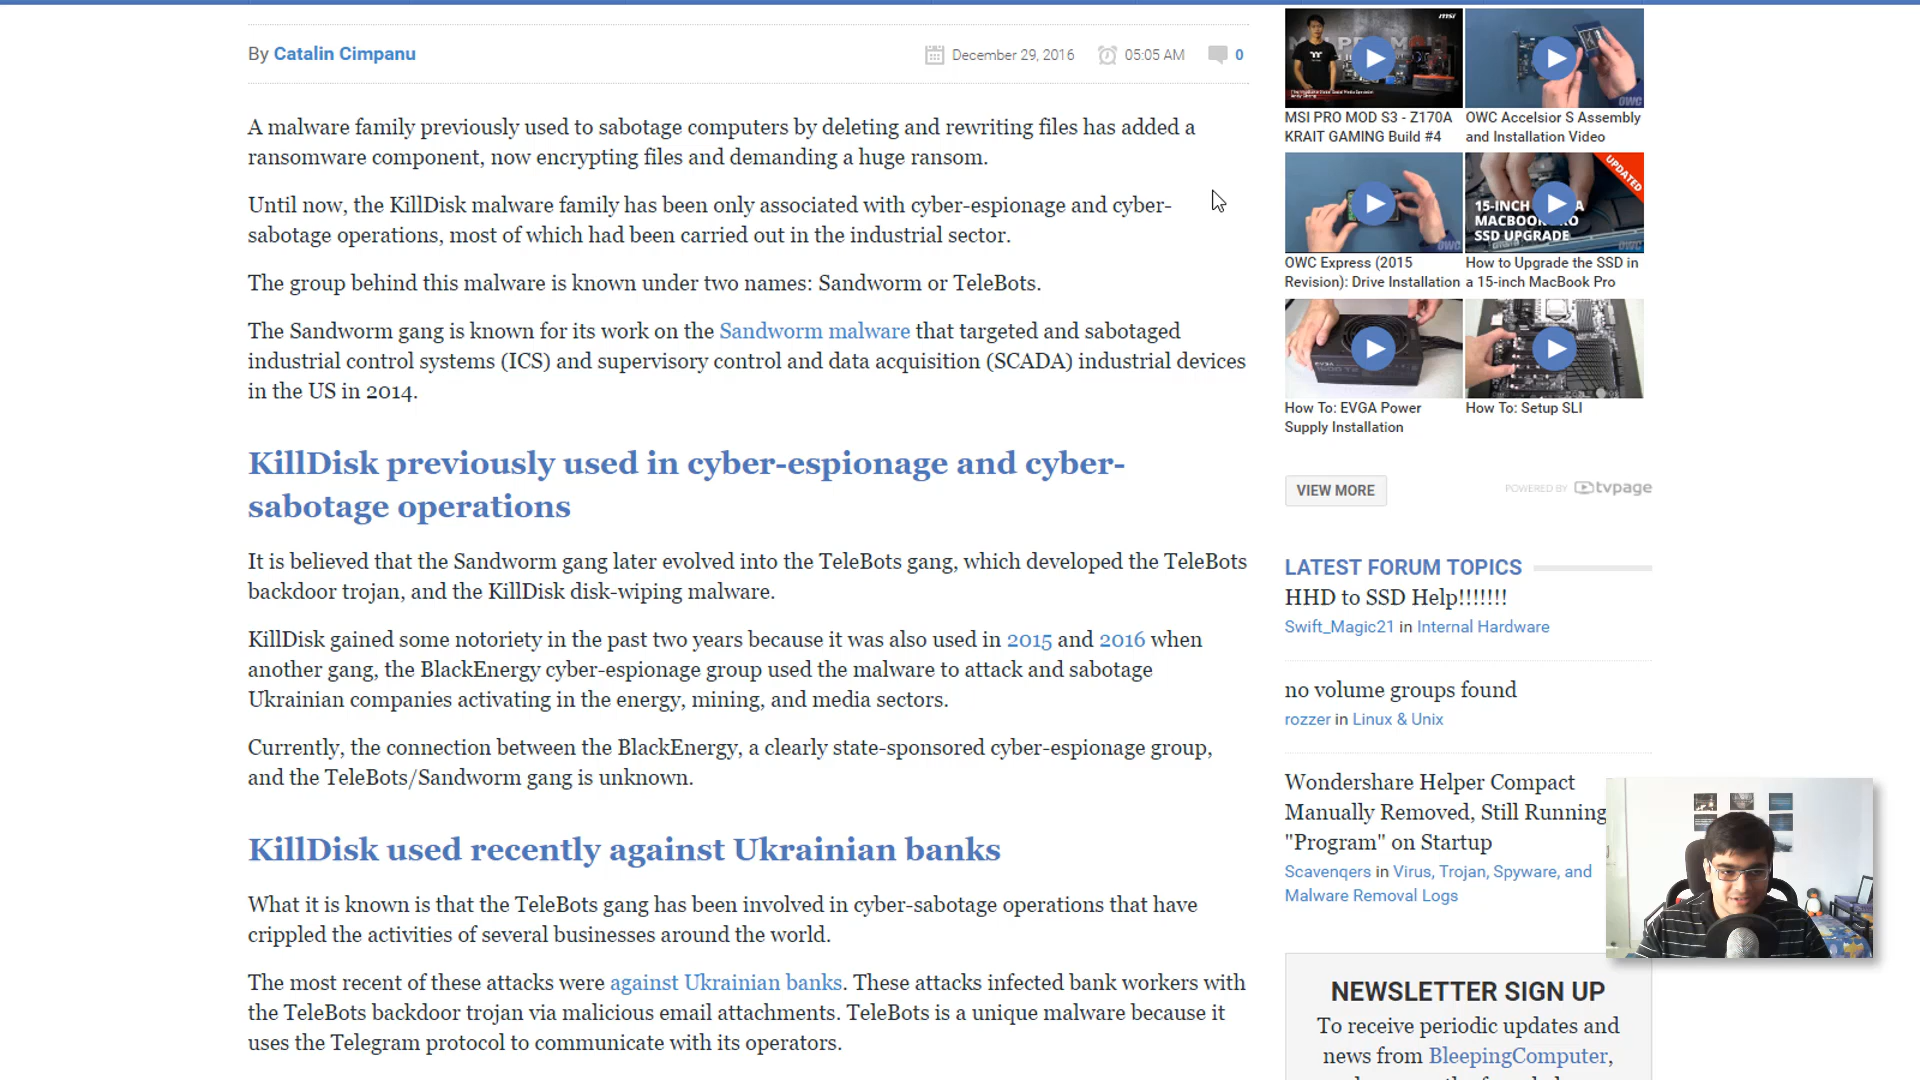 By Catalin Cimpanu
December 29, 2016
05:05 AM
0
A malware family previously used to sabotage computers by deleting and rewriting files has added a
ransomware component, now encrypting files and demanding a huge ransom.
Until now, the KillDisk malware family has been only associated with cyber-espionage and cyber-
sabotage operations, most of which had been carried out in the industrial sector.
The group behind this malware is known under two names: Sandworm or TeleBots.
The Sandworm gang is known for its work on the Sandworm malware that targeted and sabotaged
industrial control systems (ICS) and supervisory control and data acquisition (SCADA) industrial devices
in the US in 2014.
KillDisk previously used in cyber-espionage and cyber-
sabotage operations
It is believed that the Sandworm gang later evolved into the TeleBots gang, which developed the TeleBots
backdoor trojan, and the KillDisk disk-wiping malware.
KillDisk gained some notoriety in the past two years because it was also used in 2015 and 2016 when
another gang, the BlackEnergy cyber-espionage group used the malware to attack and sabotage
Ukrainian companies activating in the energy, mining, and media sectors.
Currently, the connection between the BlackEnergy, a clearly state-sponsored cyber-espionage group,
and the TeleBots/Sandworm gang is unknown.
KillDisk used recently against Ukrainian banks
What it is known is that the TeleBots gang has been involved in cyber-sabotage operations that have
crippled the activities of several businesses around the world.
The most recent of these attacks were against Ukrainian banks. These attacks infected bank workers with
the TeleBots backdoor trojan via malicious email attachments. TeleBots is a unique malware because it
uses the Telegram protocol to communicate with its operators.
msi
MSI PRO MOD S3 - Z170A
KRAIT GAMING Build #4
OWC
OWC Accelsior S Assembly
and Installation Video
OWC
OWC Express (2015
Revision): Drive Installation
UPDATED
15-INCH
MACBOOK PRO
SSD UPGRADE
OWC
How to Upgrade the SSD in
a 15-inch MacBook Pro
How To: EVGA Power
Supply Installation
How To: Setup SLI
VIEW MORE
POWERED BY tvpage
LATEST FORUM TOPICS
HHD to SSD Help!!!!!!!
Swift_Magic21 in Internal Hardware
no volume groups found
rozzer in Linux & Unix
Wondershare Helper Compact
Manually Removed, Still Running
"Program" on Startup
Scavenqers in Virus, Trojan, Spyware, and
Malware Removal Logs
NEWSLETTER SIGN UP
To receive periodic updates and
news from BleepingComputer,